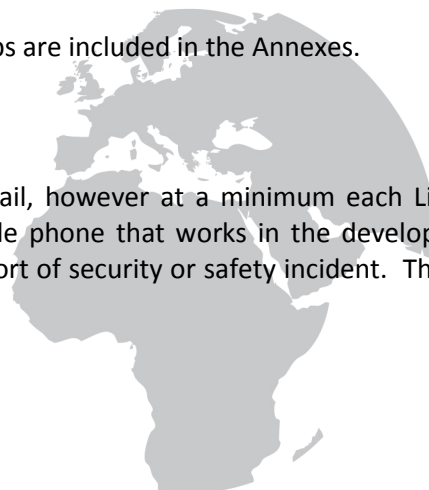 are included in the Annexes.
ail, however at a minimum each Li
le phone that works in the develop
ort of security or safety incident. Th